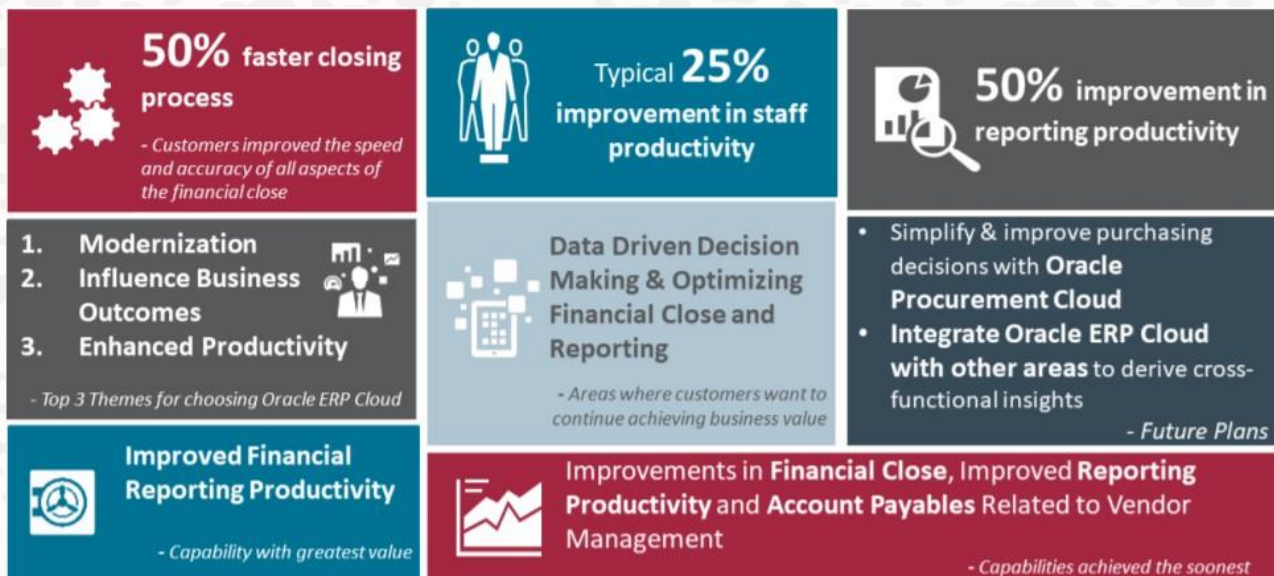 50% faster closing
process
- Customers improved the speed
and accuracy of all aspects of
the financial close
Typical 25%
improvement in staff
productivity
50% improvement in
reporting productivity
1. Modernization
2. Influence Business
Outcomes
3. Enhanced Productivity
- Top 3 Themes for choosing Oracle ERP Cloud
Data Driven Decision
Making & Optimizing
Financial Close and
Reporting
- Areas where customers want to
continue achieving business value
• Simplify & improve purchasing
decisions with Oracle
Procurement Cloud
• Integrate Oracle ERP Cloud
with other areas to derive cross-
functional insights
- Future Plans
Improved Financial
Reporting Productivity
- Capability with greatest value
Improvements in Financial Close, Improved Reporting
Productivity and Account Payables Related to Vendor
Management
- Capabilities achieved the soonest